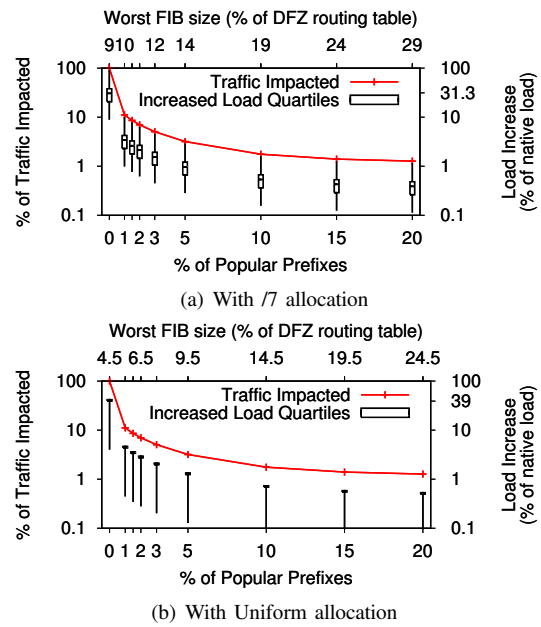 Worst FIB size (% of DFZ routing table)
910 12 14 19 24 29
100 100
Traffic Impacted
Increased Load Quartiles
31.3
10 10
1 1
0.1 0.1
% of Traffic Impacted
Load Increase
(% of native load)
0 1 2 3 5 10 15 20
% of Popular Prefixes
(a) With /7 allocation
Worst FIB size (% of DFZ routing table)
4.5 6.5 9.5 14.5 19.5 24.5
100 100
Traffic Impacted
Increased Load Quartiles
39
10 10
1 1
0.1 0.1
% of Traffic Impacted
Load Increase
(% of native load)
0 1 2 3 5 10 15 20
% of Popular Prefixes
(b) With Uniform allocation